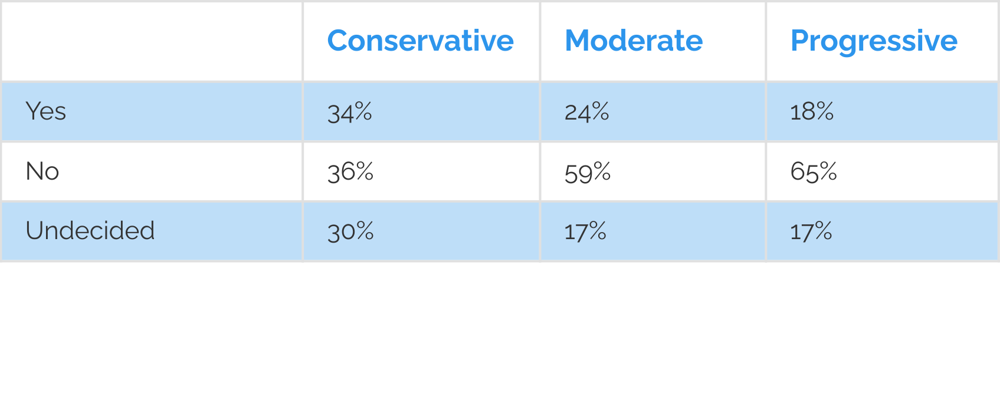 Conservative Moderate Progressive
Yes 34% 24% 18%
No 36% 59% 65%
Undecided 30% 17% 17%